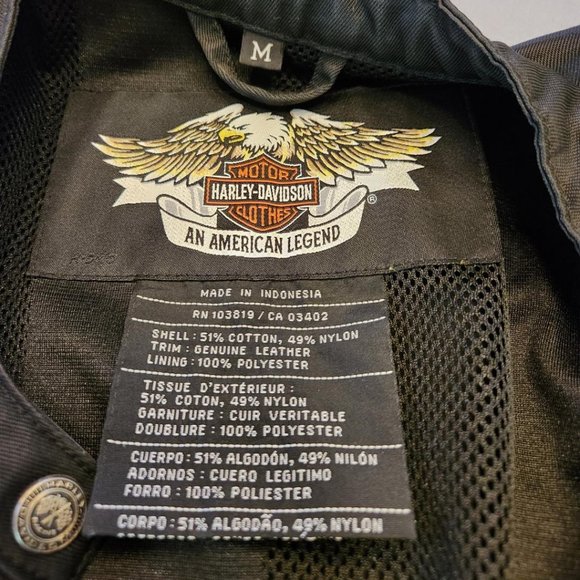 M
MOTOR
HARLEY-DAVIDSON
CLOTHES
®
AN AMERICAN LEGEND
MADE IN INDONESIA
RN 103819 / CA 03402
SHELL : 51% COTTON, 49% NYLON
TRIM : GENUINE LEATHER
LINING : 100% POLYESTER
TISSUE D'EXTÉRIEUR :
51% COTON, 49% NYLON
GARNITURE : CUIR VERITABLE
DOUBLURE : 100% POLYESTER
CUERPO : 51% ALGODÓN, 49% NILÓN
ADORNOS : CUERO LEGITIMO
FORRO : 100% POLIESTER
CORPO : 51% ALGODÃO, 49% NYLON